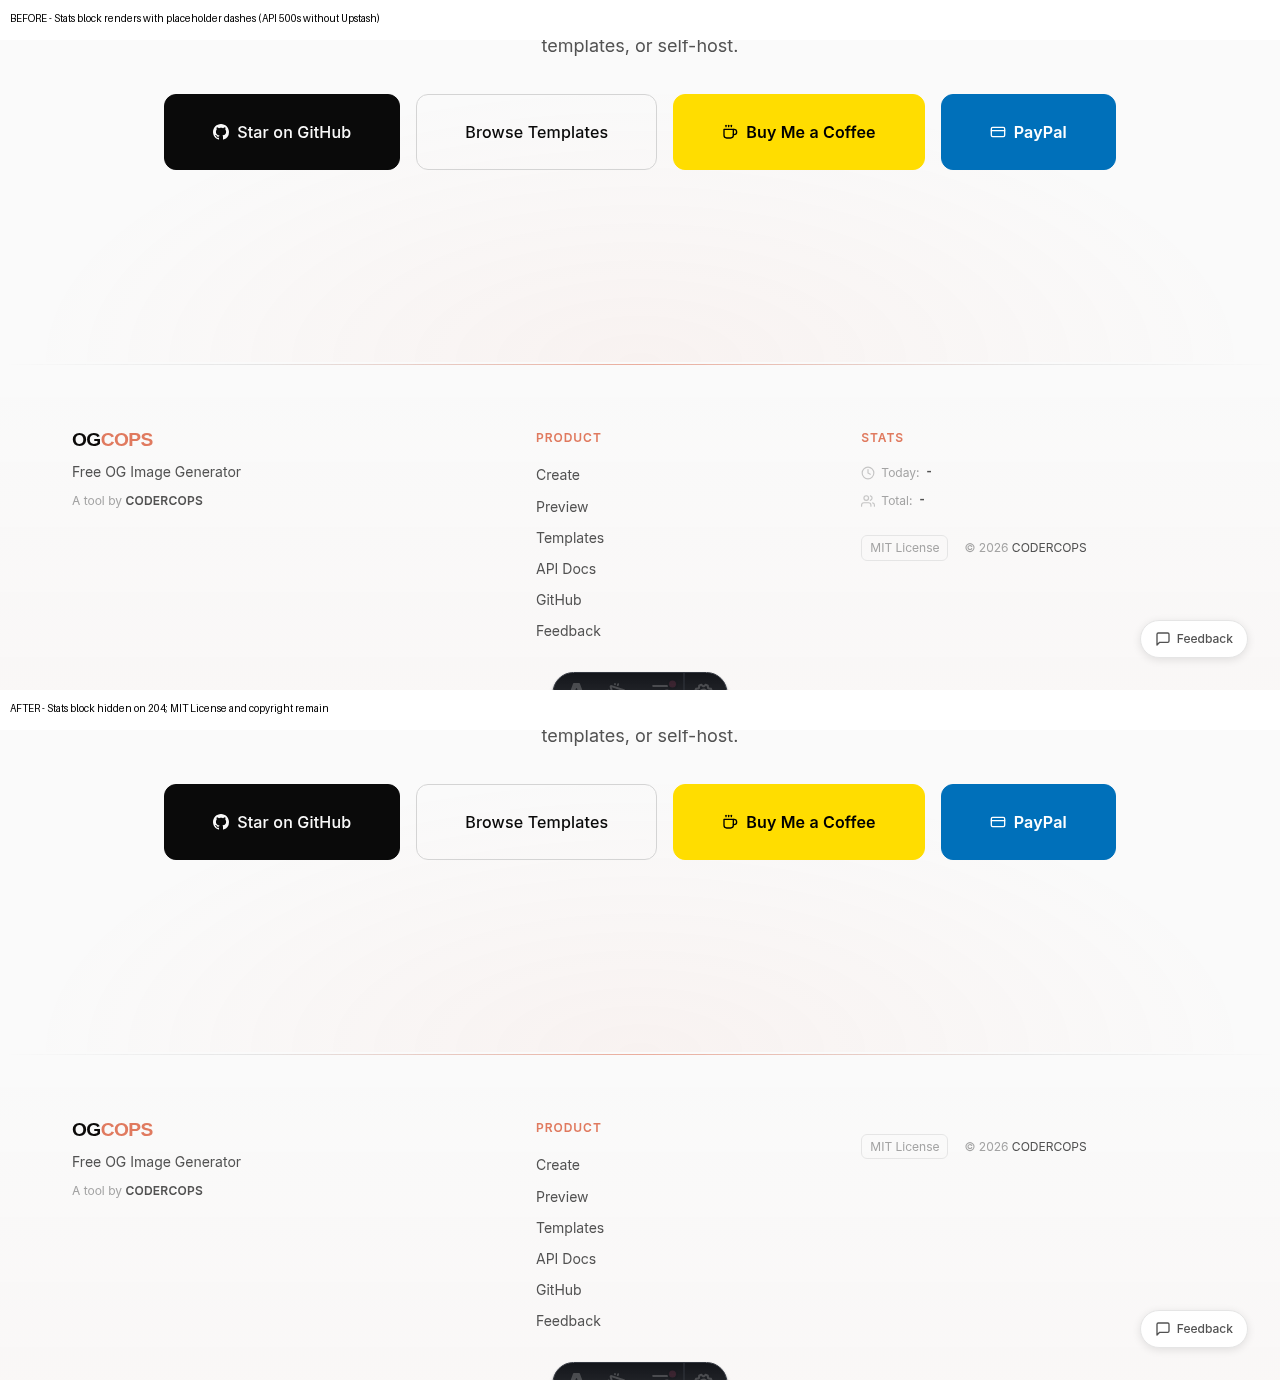 BEFORE - Stats block renders with placeholder dashes (API 500s without Upstash)
templates, or self-host.
Star on GitHub
Browse Templates
Buy Me a Coffee
PayPal
OGCOPS
Free OG Image Generator
A tool by CODERCOPS
PRODUCT
Create
Preview
Templates
API Docs
GitHub
Feedback
STATS
Today: -
Total: -
MIT License © 2026 CODERCOPS
Feedback
AFTER - Stats block hidden on 204; MIT License and copyright remain
templates, or self-host.
Star on GitHub
Browse Templates
Buy Me a Coffee
PayPal
OGCOPS
Free OG Image Generator
A tool by CODERCOPS
PRODUCT
Create
Preview
Templates
API Docs
GitHub
Feedback
MIT License © 2026 CODERCOPS
Feedback